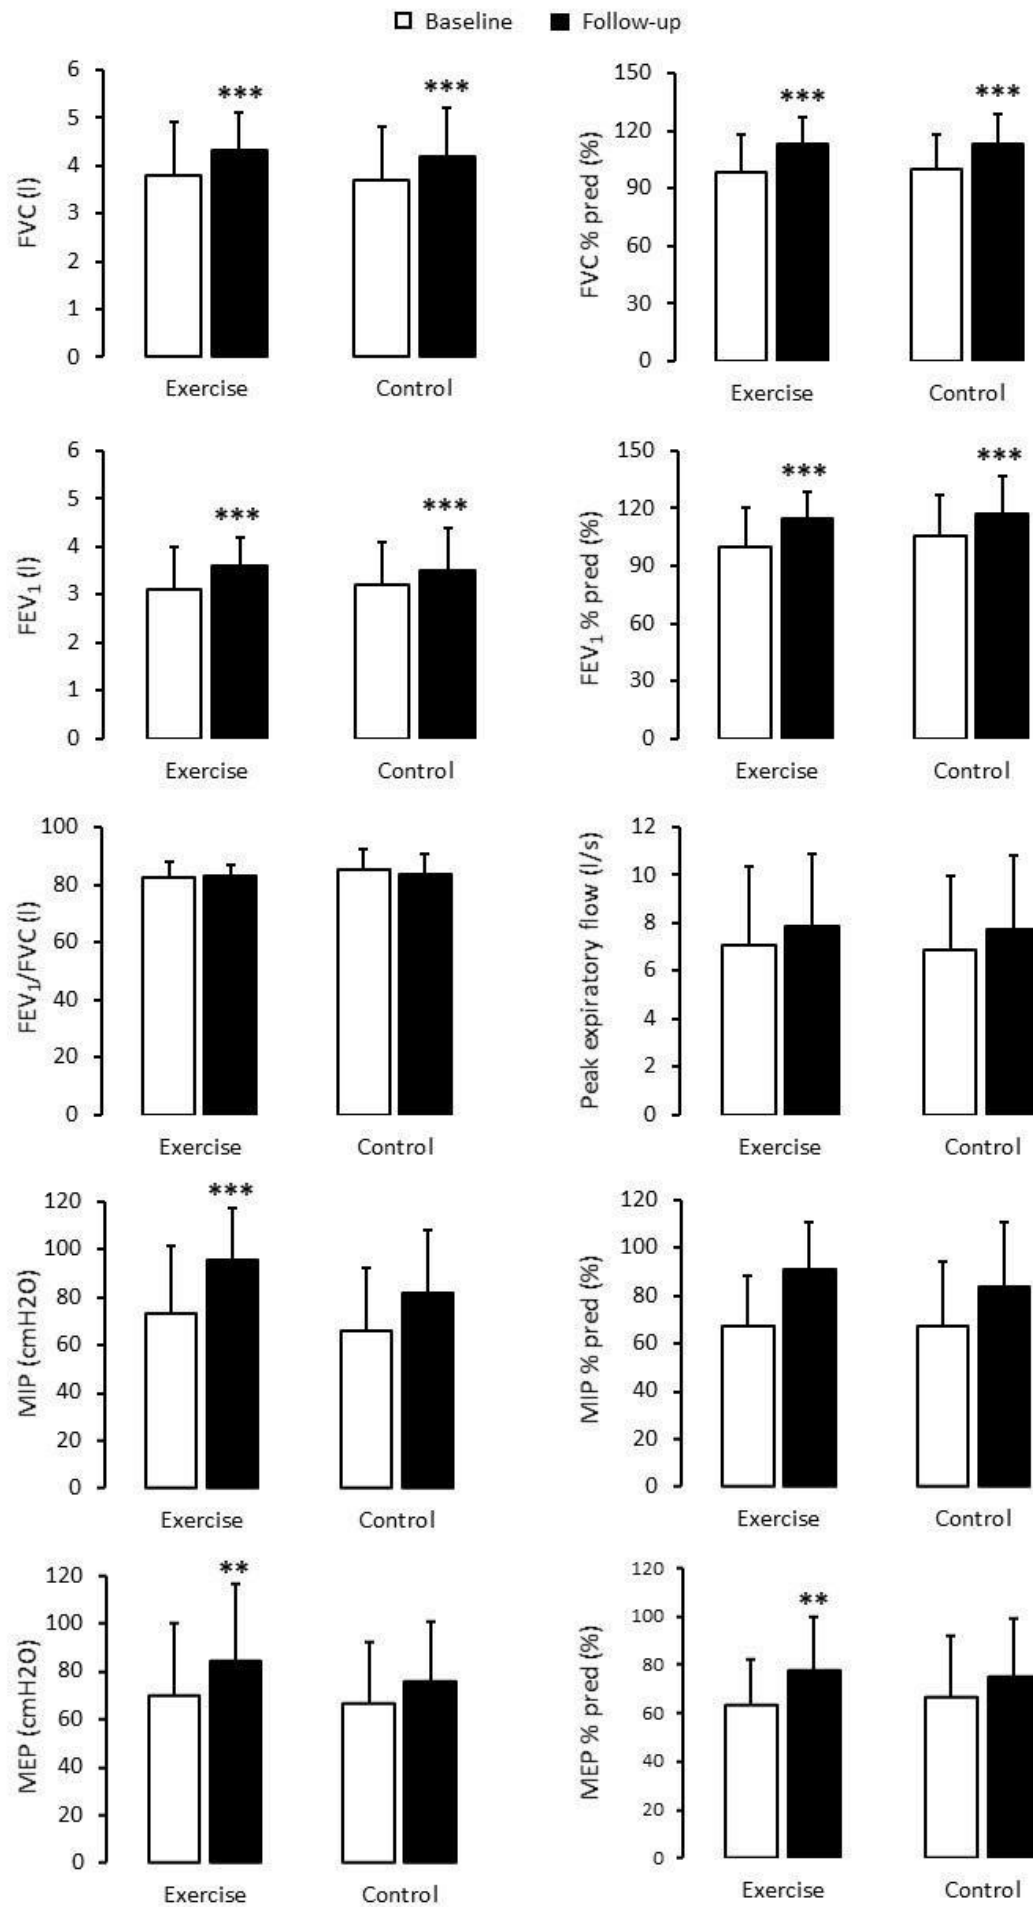 Baseline Follow-up
FVC (l)
6
5
4
3
2
1
0
***
***
Exercise
Control
FVC % pred (%)
150
120
90
60
30
0
***
***
Exercise
Control
FEV₁ (l)
6
5
4
3
2
1
0
***
***
Exercise
Control
FEV₁ % pred (%)
150
120
90
60
30
0
***
***
Exercise
Control
FEV₁/FVC (l)
100
80
60
40
20
0
Exercise
Control
Peak expiratory flow (l/s)
12
10
8
6
4
2
0
Exercise
Control
MIP (cmH2O)
120
100
80
60
40
20
0
***
Exercise
Control
MIP % pred (%)
120
100
80
60
40
20
0
Exercise
Control
MEP (cmH2O)
120
100
80
60
40
20
0
**
Exercise
Control
MEP % pred (%)
120
100
80
60
40
20
0
**
Exercise
Control